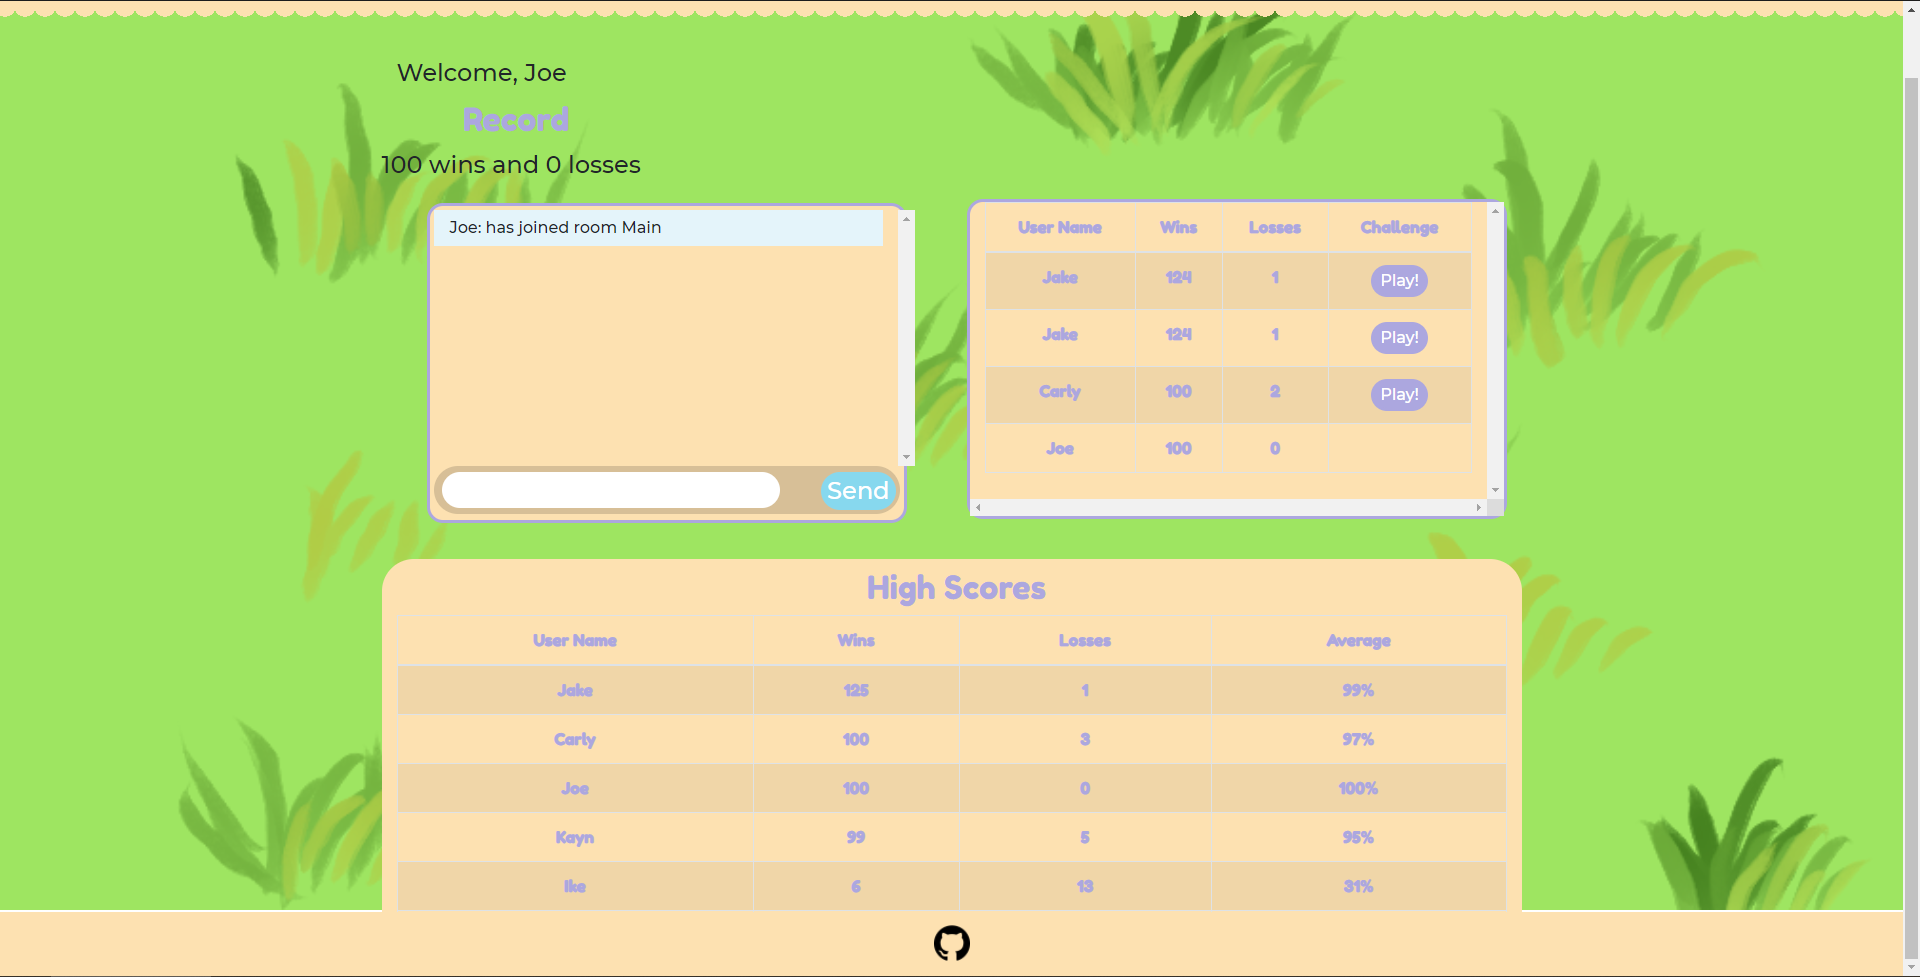 Welcome, Joe
Record
100 wins and 0 losses
Joe: has joined room Main
Send
User Name Wins Losses Challenge
Jake 124 1 Play!
Jake 124 1 Play!
Carly 100 2 Play!
Joe 100 0
High Scores
User Name Wins Losses Average
Jake 125 1 99%
Carly 100 3 97%
Joe 100 0 100%
Kayn 99 5 95%
Ike 6 13 31%